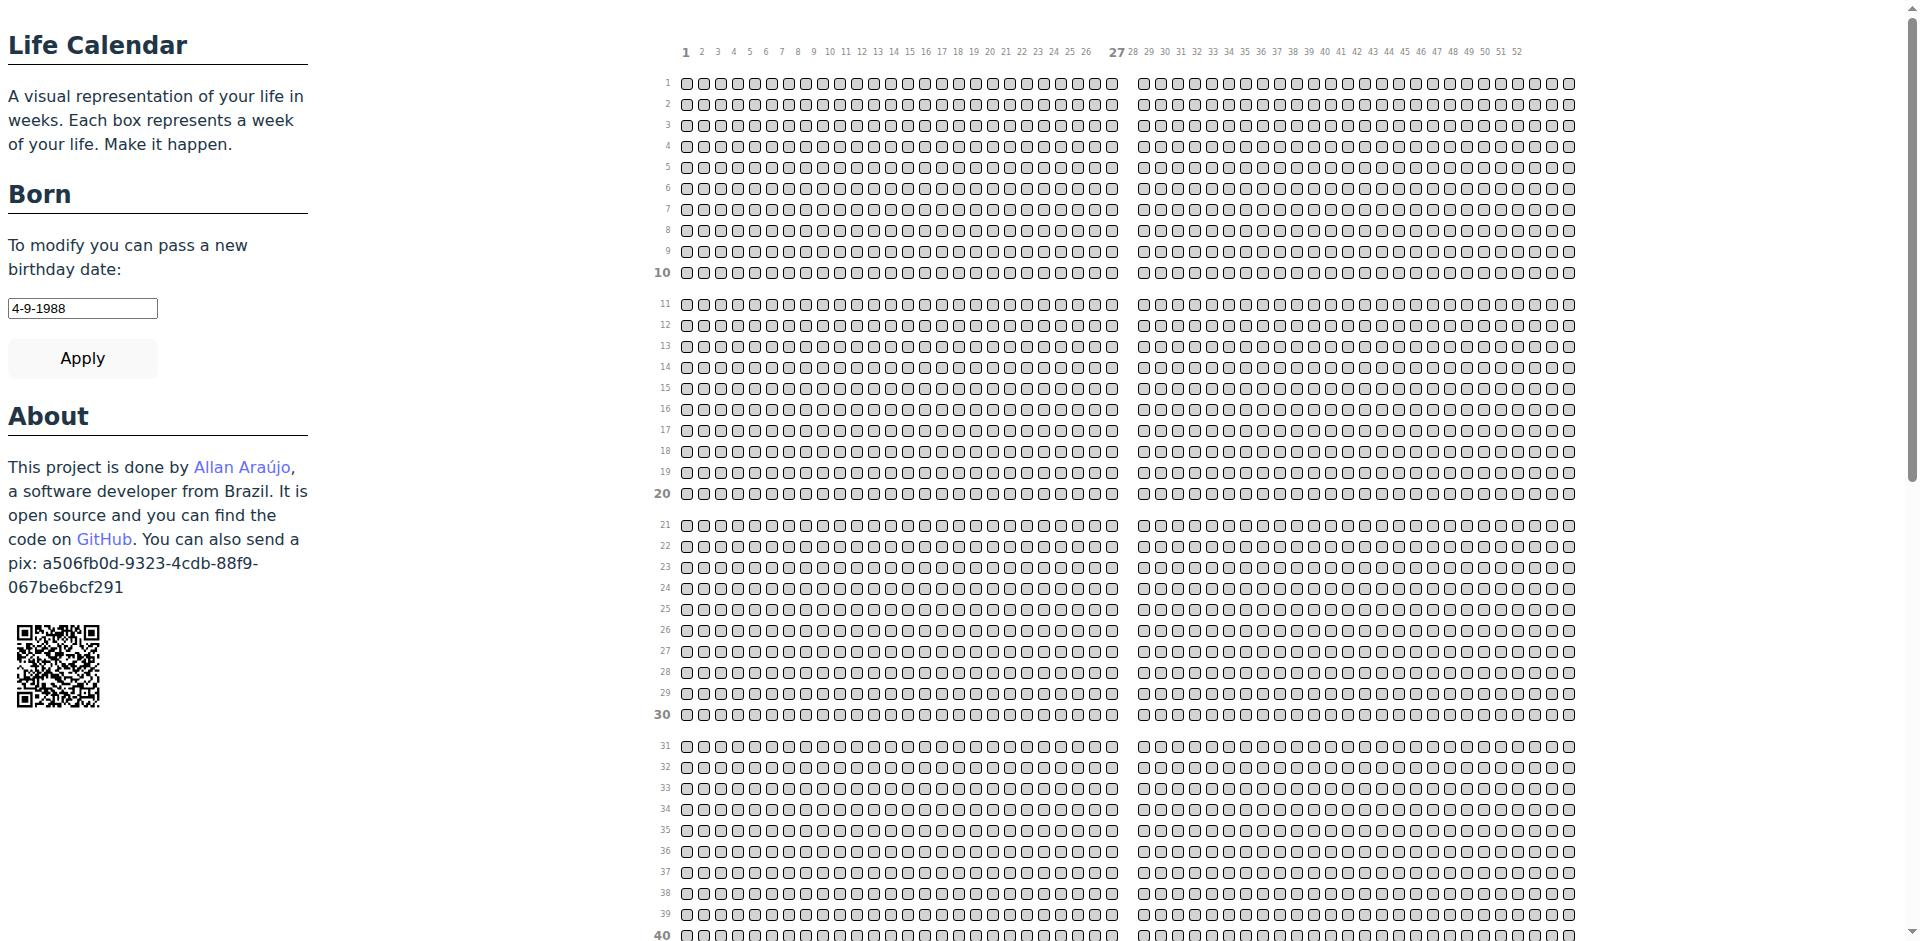 Life Calendar
A visual representation of your life in
weeks. Each box represents a week
of your life. Make it happen.
Born
To modify you can pass a new
birthday date:
4-9-1988
Apply
About
This project is done by Allan Araújo,
a software developer from Brazil. It is
open source and you can find the
code on GitHub. You can also send a
pix: a506fb0d-9323-4cdb-88f9-
067be6bcf291
1 2 3 4 5 6 7 8 9 10 11 12 13 14 15 16 17 18 19 20 21 22 23 24 25 26 27 28 29 30 31 32 33 34 35 36 37 38 39 40 41 42 43 44 45 46 47 48 49 50 51 52
1
2
3
4
5
6
7
8
9
10
11
12
13
14
15
16
17
18
19
20
21
22
23
24
25
26
27
28
29
30
31
32
33
34
35
36
37
38
39
40